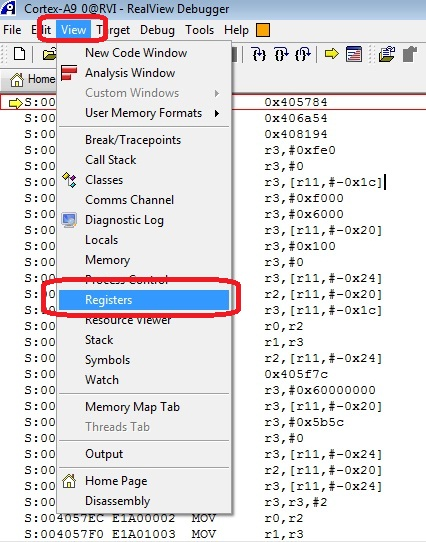 Cortex-A9 0@RVI - RealView Debugger
File Edit View Target Debug Tools Help
Home
New Code Window
Analysis Window
Custom Windows
User Memory Formats
Break/Tracepoints
Call Stack
Classes
Comms Channel
Diagnostic Log
Locals
Memory
Process Control
Registers
Resource Viewer
Stack
Symbols
Watch
Memory Map Tab
Threads Tab
Output
Home Page
Disassembly
S:00 0x405784
S:00 0x406a54
S:00 0x408194
S:00 r3,#0xfe0
S:00 r3,#0
S:00 r3,[r11,#-0x1c]
S:00 r3,#0xf000
S:00 r3,#0x6000
S:00 r3,[r11,#-0x20]
S:00 r3,#0x100
S:00 r3,#0
S:00 r3,[r11,#-0x24]
S:00 r2,[r11,#-0x20]
S:00 r3,[r11,#-0x1c]
S:00 r0,r2
S:00 r1,r3
S:00 r2,[r11,#-0x24]
S:00 0x405f7c
S:00 r3,#0x60000000
S:00 r3,[r11,#-0x20]
S:00 r3,#0x5b5c
S:00 r3,#0
S:00 r3,[r11,#-0x24]
S:00 r2,[r11,#-0x20]
S:00 r3,[r11,#-0x24]
S:00 r3,r3,#2
S:004057EC E1A00002 MOV r0,r2
S:004057F0 E1A01003 MOV r1,r3